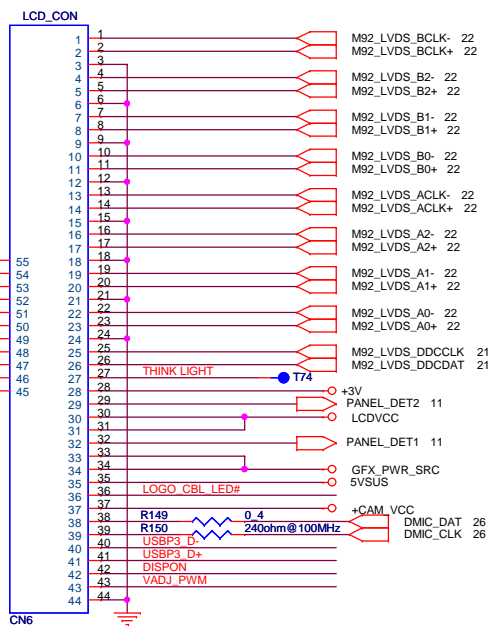 LCD_CON
1 1 M92_LVDS_BCLK- 22
2 2 M92_LVDS_BCLK+ 22
3 3
4 4 M92_LVDS_B2- 22
5 5 M92_LVDS_B2+ 22
6 6
7 7 M92_LVDS_B1- 22
8 8 M92_LVDS_B1+ 22
9 9
10 10 M92_LVDS_B0- 22
11 11 M92_LVDS_B0+ 22
12 12
13 13 M92_LVDS_ACLK- 22
14 14 M92_LVDS_ACLK+ 22
15 15
16 16 M92_LVDS_A2- 22
17 17 M92_LVDS_A2+ 22
55 18 18
54 19 19 M92_LVDS_A1- 22
53 20 20 M92_LVDS_A1+ 22
52 21 21
51 22 22 M92_LVDS_A0- 22
50 23 23 M92_LVDS_A0+ 22
49 24 24
48 25 25 M92_LVDS_DDCCLK 21
47 26 26 M92_LVDS_DDCDAT 21
46 27 27 THINK LIGHT T74
45 28 28 +3V
29 29 PANEL_DET2 11
30 30 LCDVCC
31 31
32 32 PANEL_DET1 11
33 33
34 34 GFX_PWR_SRC
35 35 5VSUS
36 36 LOGO_CBL_LED#
37 37 +CAM_VCC
38 38 R149 0_4 DMIC_DAT 26
39 39 R150 240ohm@100MHz DMIC_CLK 26
40 40 USBP3_D-
41 41 USBP3_D+
42 42 DISPON
43 43 VADJ_PWM
44 44
CN6